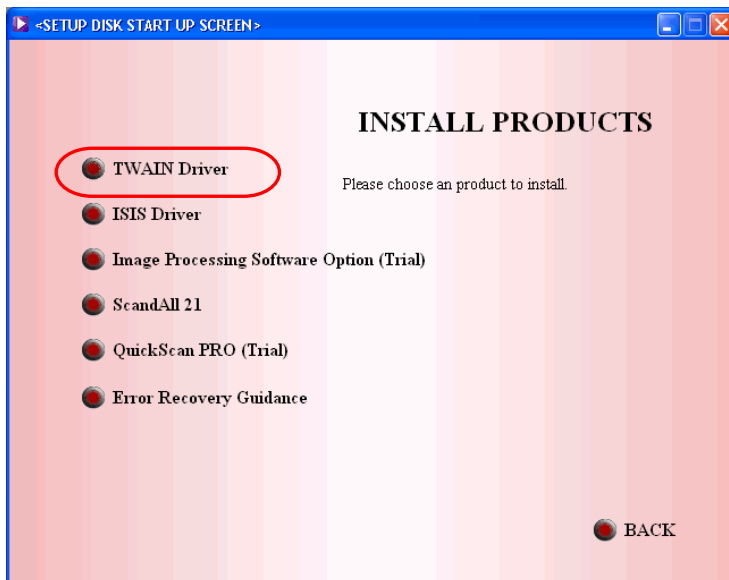 <SETUP DISK START UP SCREEN>
INSTALL PRODUCTS
TWAIN Driver
Please choose an product to install.
ISIS Driver
Image Processing Software Option (Trial)
ScandAll 21
QuickScan PRO (Trial)
Error Recovery Guidance
BACK